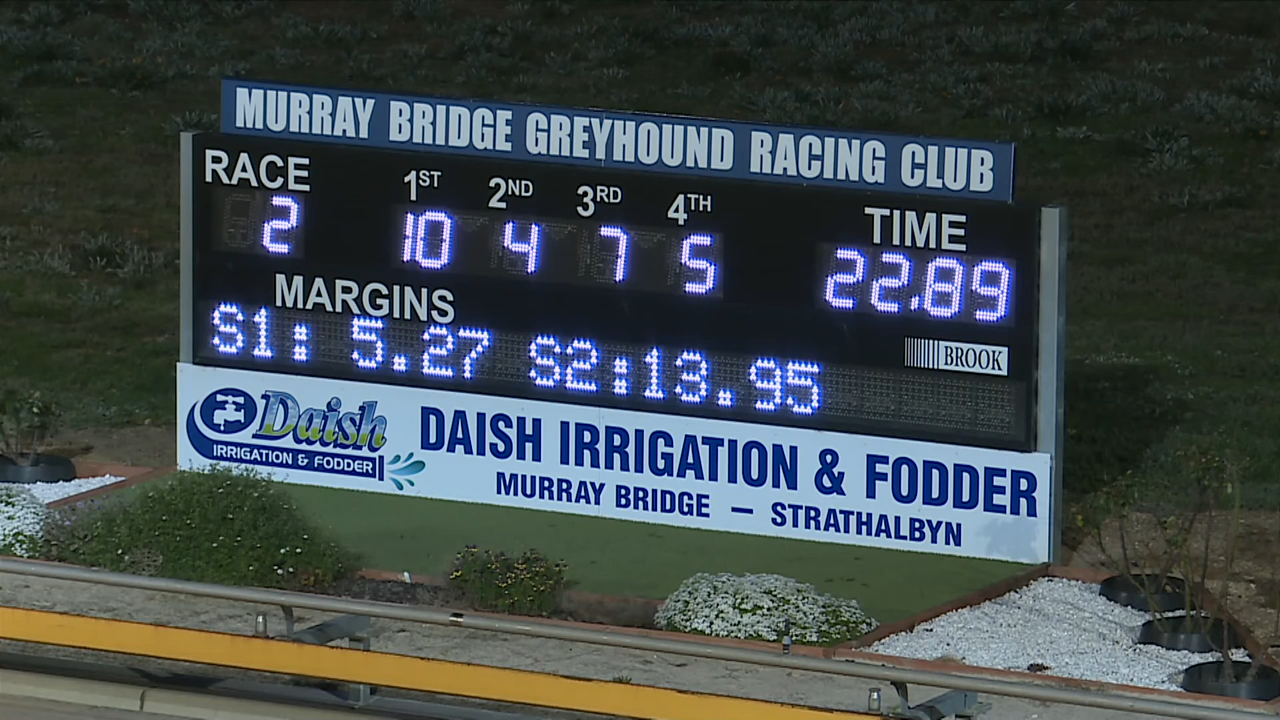 MURRAY BRIDGE GREYHOUND RACING CLUB
RACE 1ST 2ND 3RD 4TH TIME
2 10 4 7 5 22.89
MARGINS
S1: 5.27 S2:13.95
BROOK
Daish
IRRIGATION & FODDER
DAISH IRRIGATION & FODDER
MURRAY BRIDGE – STRATHALBYN